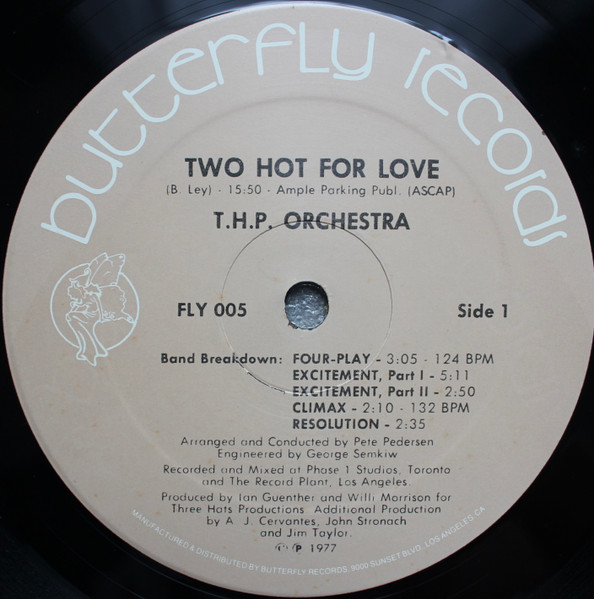 butterfly records
TWO HOT FOR LOVE
(B. Ley) · 15:50 · Ample Parking Publ. (ASCAP)
T.H.P. ORCHESTRA
FLY 005
Side 1
Band Breakdown: FOUR-PLAY - 3:05 · 124 BPM
EXCITEMENT, Part I - 5:11
EXCITEMENT, Part II - 2:50
CLIMAX - 2:10 · 132 BPM
RESOLUTION - 2:35
Arranged and Conducted by Pete Pedersen
Engineered by George Semkiw
Recorded and Mixed at Phase 1 Studios, Toronto
and The Record Plant, Los Angeles.
Produced by Ian Guenther and Willi Morrison for
Three Hats Productions. Additional Production
by A. J. Cervantes, John Stronach
and Jim Taylor.
© ℗ 1977
MANUFACTURED & DISTRIBUTED BY BUTTERFLY RECORDS, 9000 SUNSET BLVD., LOS ANGELES, CA